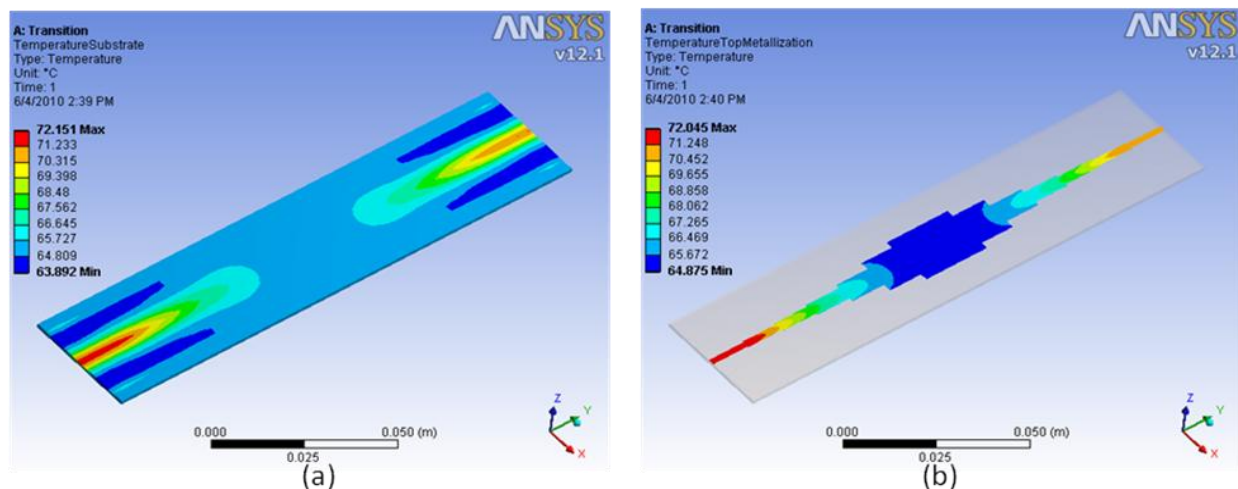 A: Transition
TemperatureSubstrate
Type: Temperature
Unit: °C
Time: 1
6/4/2010 2:39 PM
ANSYS
v12.1
72.151 Max
71.233
70.315
69.398
68.48
67.562
66.645
65.727
64.809
63.892 Min
Z
Y
X
0.000
0.050 (m)
0.025
(a)
A: Transition
TemperatureTopMetallization
Type: Temperature
Unit: °C
Time: 1
6/4/2010 2:40 PM
ANSYS
v12.1
72.045 Max
71.248
70.452
69.655
68.858
68.062
67.265
66.469
65.672
64.875 Min
Z
Y
X
0.000
0.050 (m)
0.025
(b)